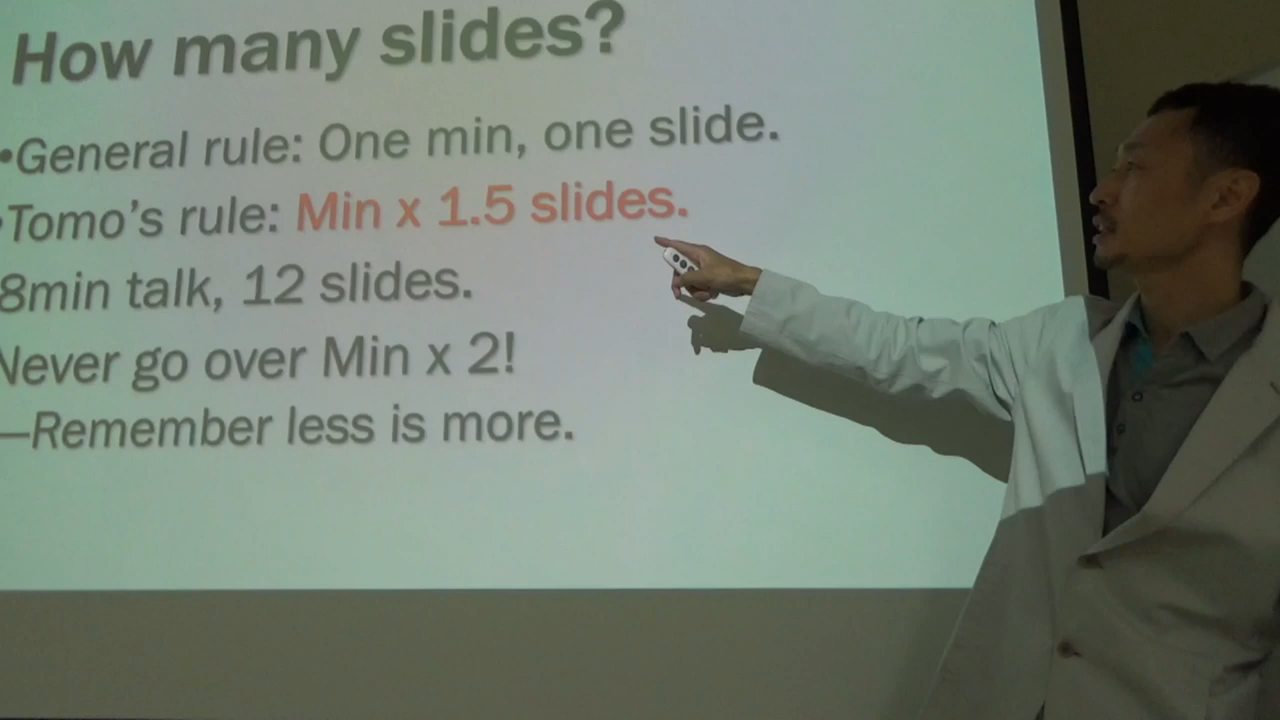 How many slides?
•General rule: One min, one slide.
•Tomo's rule: Min x 1.5 slides.
8min talk, 12 slides.
Never go over Min x 2!
—Remember less is more.